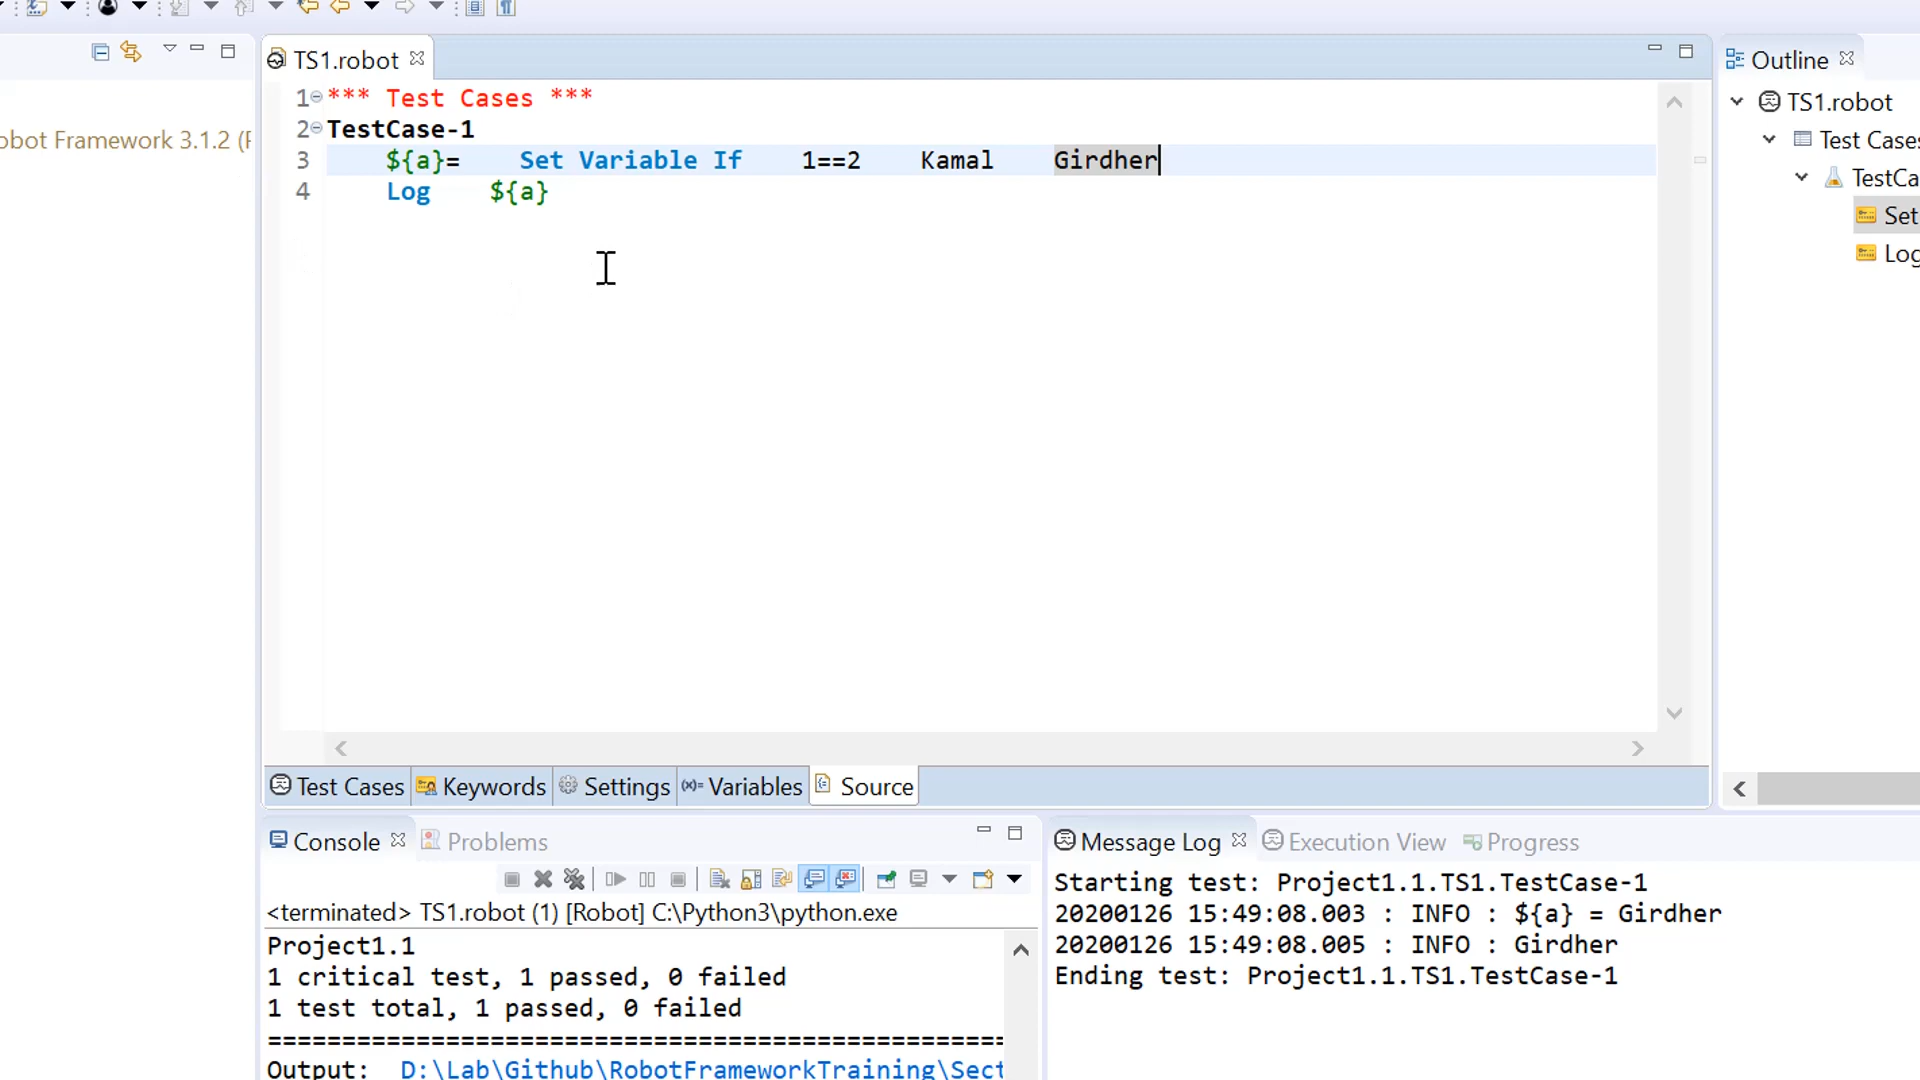 TS1.robot
Outline
1 *** Test Cases ***
2 TestCase-1
3 ${a}= Set Variable If 1==2 Kamal Girdher
4 Log ${a}
obot Framework 3.1.2 (F
TS1.robot
Test Cases
TestCa
Set
Log
Test Cases Keywords Settings Variables Source
Console Problems
<terminated> TS1.robot (1) [Robot] C:\Python3\python.exe
Project1.1
1 critical test, 1 passed, 0 failed
1 test total, 1 passed, 0 failed
==================================================
Output: D:\Lab\Github\RobotFrameworkTraining\Sect
Message Log Execution View Progress
Starting test: Project1.1.TS1.TestCase-1
20200126 15:49:08.003 : INFO : ${a} = Girdher
20200126 15:49:08.005 : INFO : Girdher
Ending test: Project1.1.TS1.TestCase-1